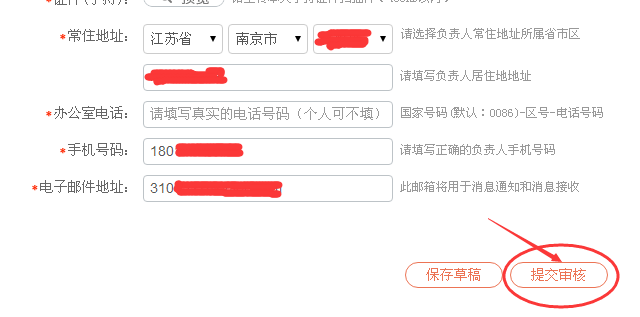 *常住地址： 江苏省 南京市 请选择负责人常住地址所属省市区
请填写负责人居住地地址
*办公室电话： 请填写真实的电话号码（个人可不填） 国家号码(默认：0086)-区号-电话号码
*手机号码： 180 请填写正确的负责人手机号码
*电子邮件地址： 310 此邮箱将用于消息通知和消息接收
保存草稿 提交审核